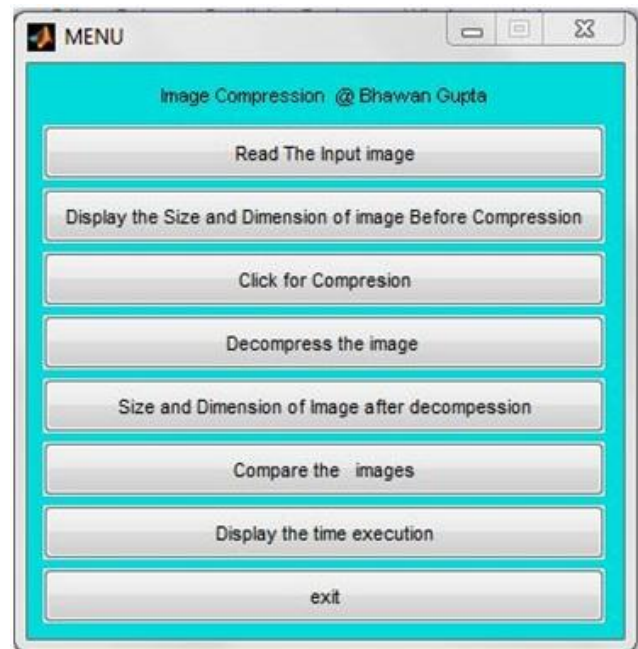 MENU
Image Compression @ Bhawan Gupta
Read The Input image
Display the Size and Dimension of image Before Compression
Click for Compresion
Decompress the image
Size and Dimension of Image after decompession
Compare the images
Display the time execution
exit